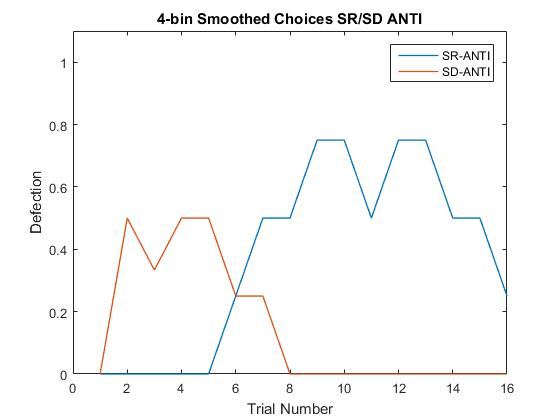 4-bin Smoothed Choices SR/SD ANTI
SR-ANTI
SD-ANTI
1
0.8
0.6
0.4
0.2
0
Defection
0 2 4 6 8 10 12 14 16
Trial Number